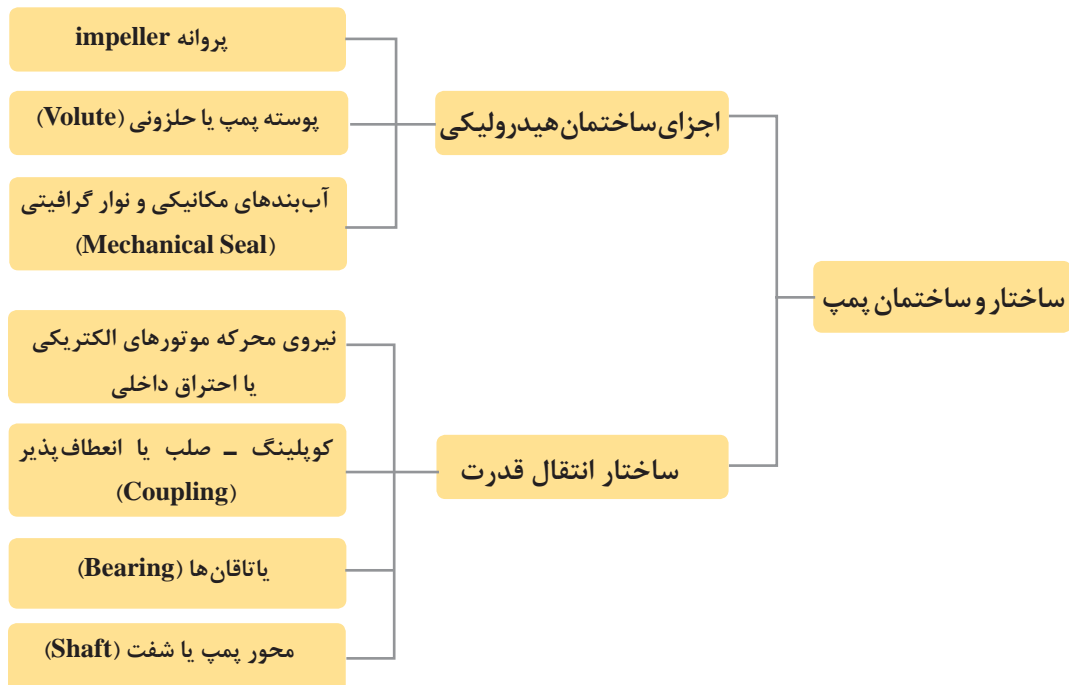 ساختار و ساختمان پمپ
اجزای ساختمان هیدرولیکی
پروانه impeller
پوسته پمپ یا حلزونی (Volute)
آب‌بندهای مکانیکی و نوار گرافیتی
(Mechanical Seal)
ساختار انتقال قدرت
نیروی محرکه موتورهای الکتریکی
یا احتراق داخلی
کوپلینگ ــ صلب یا انعطاف‌پذیر
(Coupling)
یاتاقان‌ها (Bearing)
محور پمپ یا شفت (Shaft)